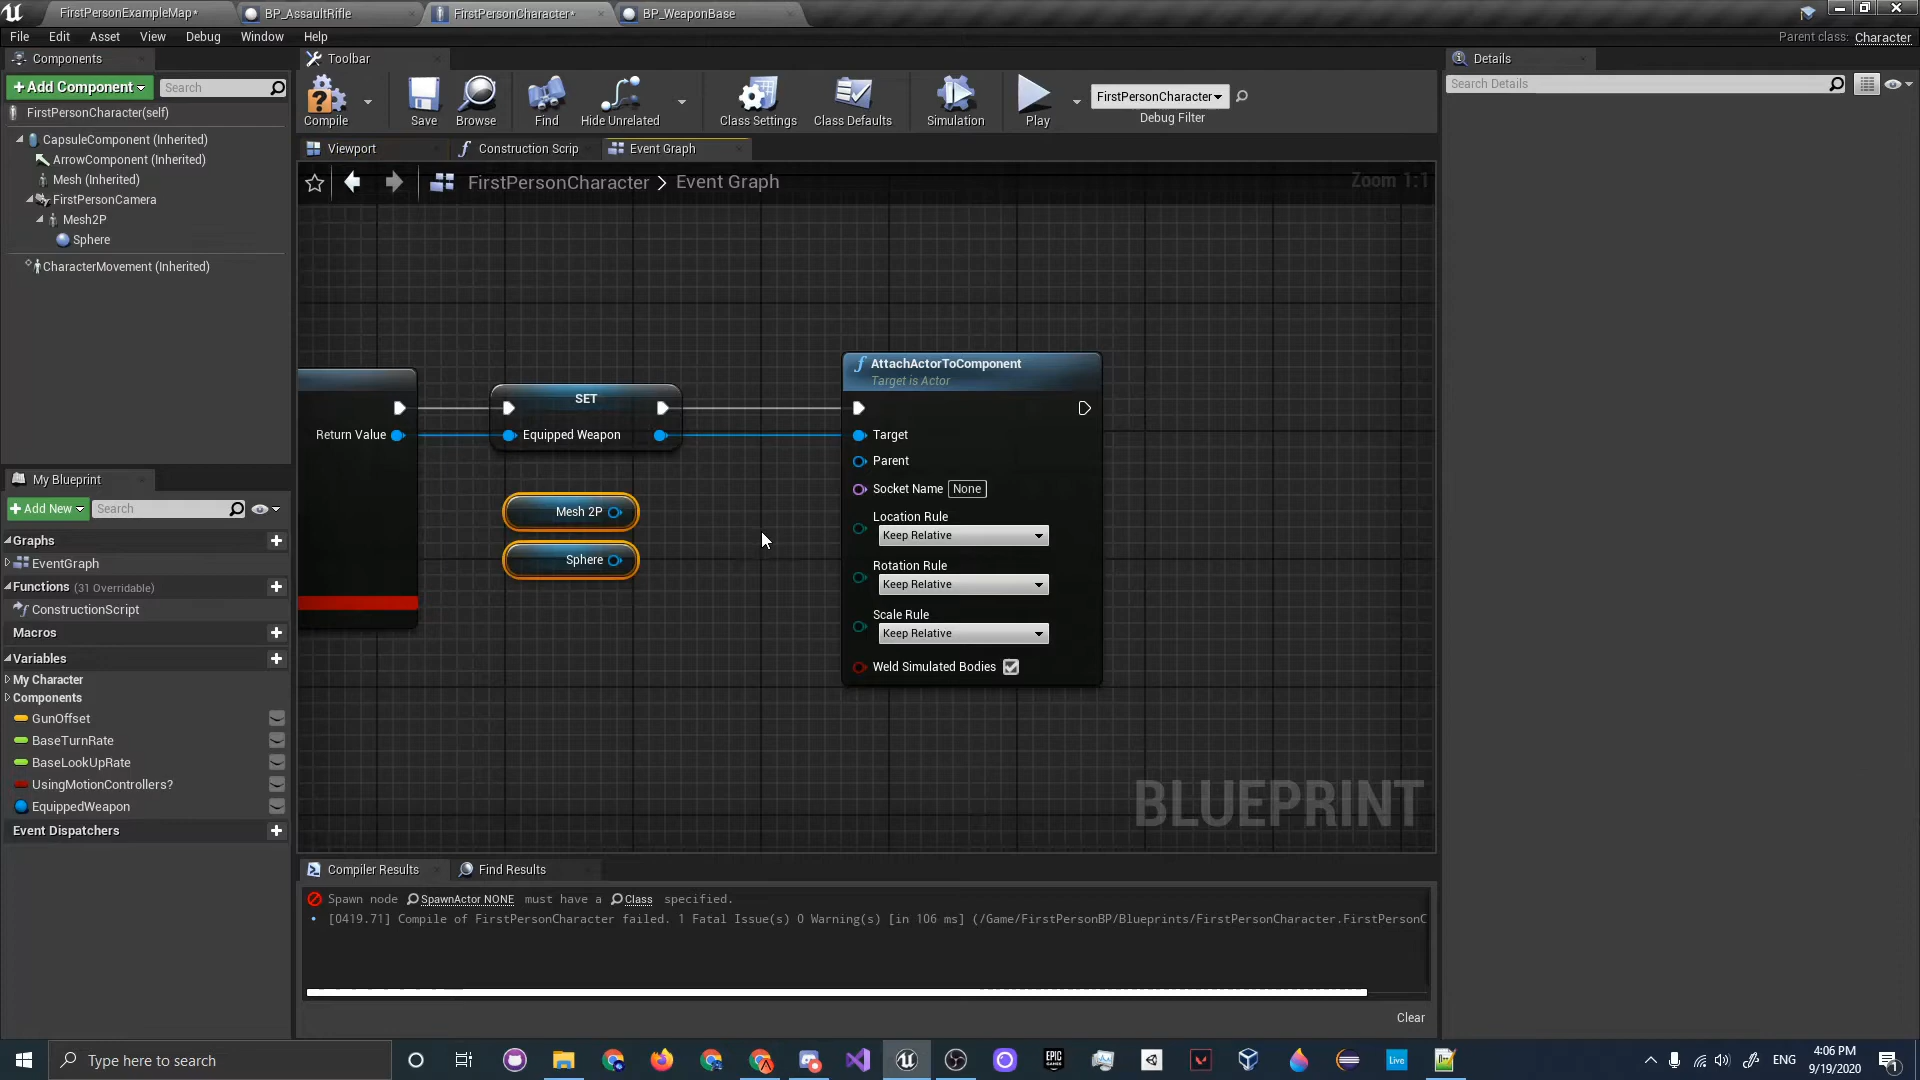 FirstPersonExampleMap*
BP_AssaultRifle
FirstPersonCharacter*
BP_WeaponBase
File Edit Asset View Debug Window Help
Parent class: Character
Components
+Add Component
Search
FirstPersonCharacter(self)
CapsuleComponent (Inherited)
ArrowComponent (Inherited)
Mesh (Inherited)
FirstPersonCamera
Mesh2P
Sphere
CharacterMovement (Inherited)
Toolbar
Compile
Save
Browse
Find
Hide Unrelated
Class Settings
Class Defaults
Simulation
Play
FirstPersonCharacter
Debug Filter
Viewport
Construction Scrip
Event Graph
FirstPersonCharacter > Event Graph
Zoom 1:1
Return Value
SET
Equipped Weapon
Mesh 2P
Sphere
AttachActorToComponent
Target is Actor
Target
Parent
Socket Name None
Location Rule
Keep Relative
Rotation Rule
Keep Relative
Scale Rule
Keep Relative
Weld Simulated Bodies
BLUEPRINT
My Blueprint
+Add New
Search
Graphs
EventGraph
Functions (31 Overridable)
ConstructionScript
Macros
Variables
My Character
Components
GunOffset
BaseTurnRate
BaseLookUpRate
UsingMotionControllers?
EquippedWeapon
Event Dispatchers
Compiler Results
Find Results
Spawn node SpawnActor NONE must have a Class specified.
[0419.71] Compile of FirstPersonCharacter failed. 1 Fatal Issue(s) 0 Warning(s) [in 106 ms] (/Game/FirstPersonBP/Blueprints/FirstPersonCharacter.FirstPersonC
Clear
Details
Search Details
Type here to search
EPIC GAMES
Live
ENG
4:06 PM
9/19/2020
1